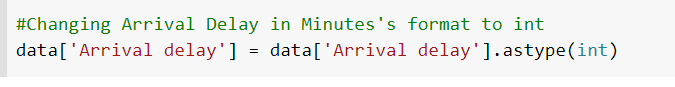 #Changing Arrival Delay in Minutes's format to int
data['Arrival delay'] = data['Arrival delay'].astype(int)